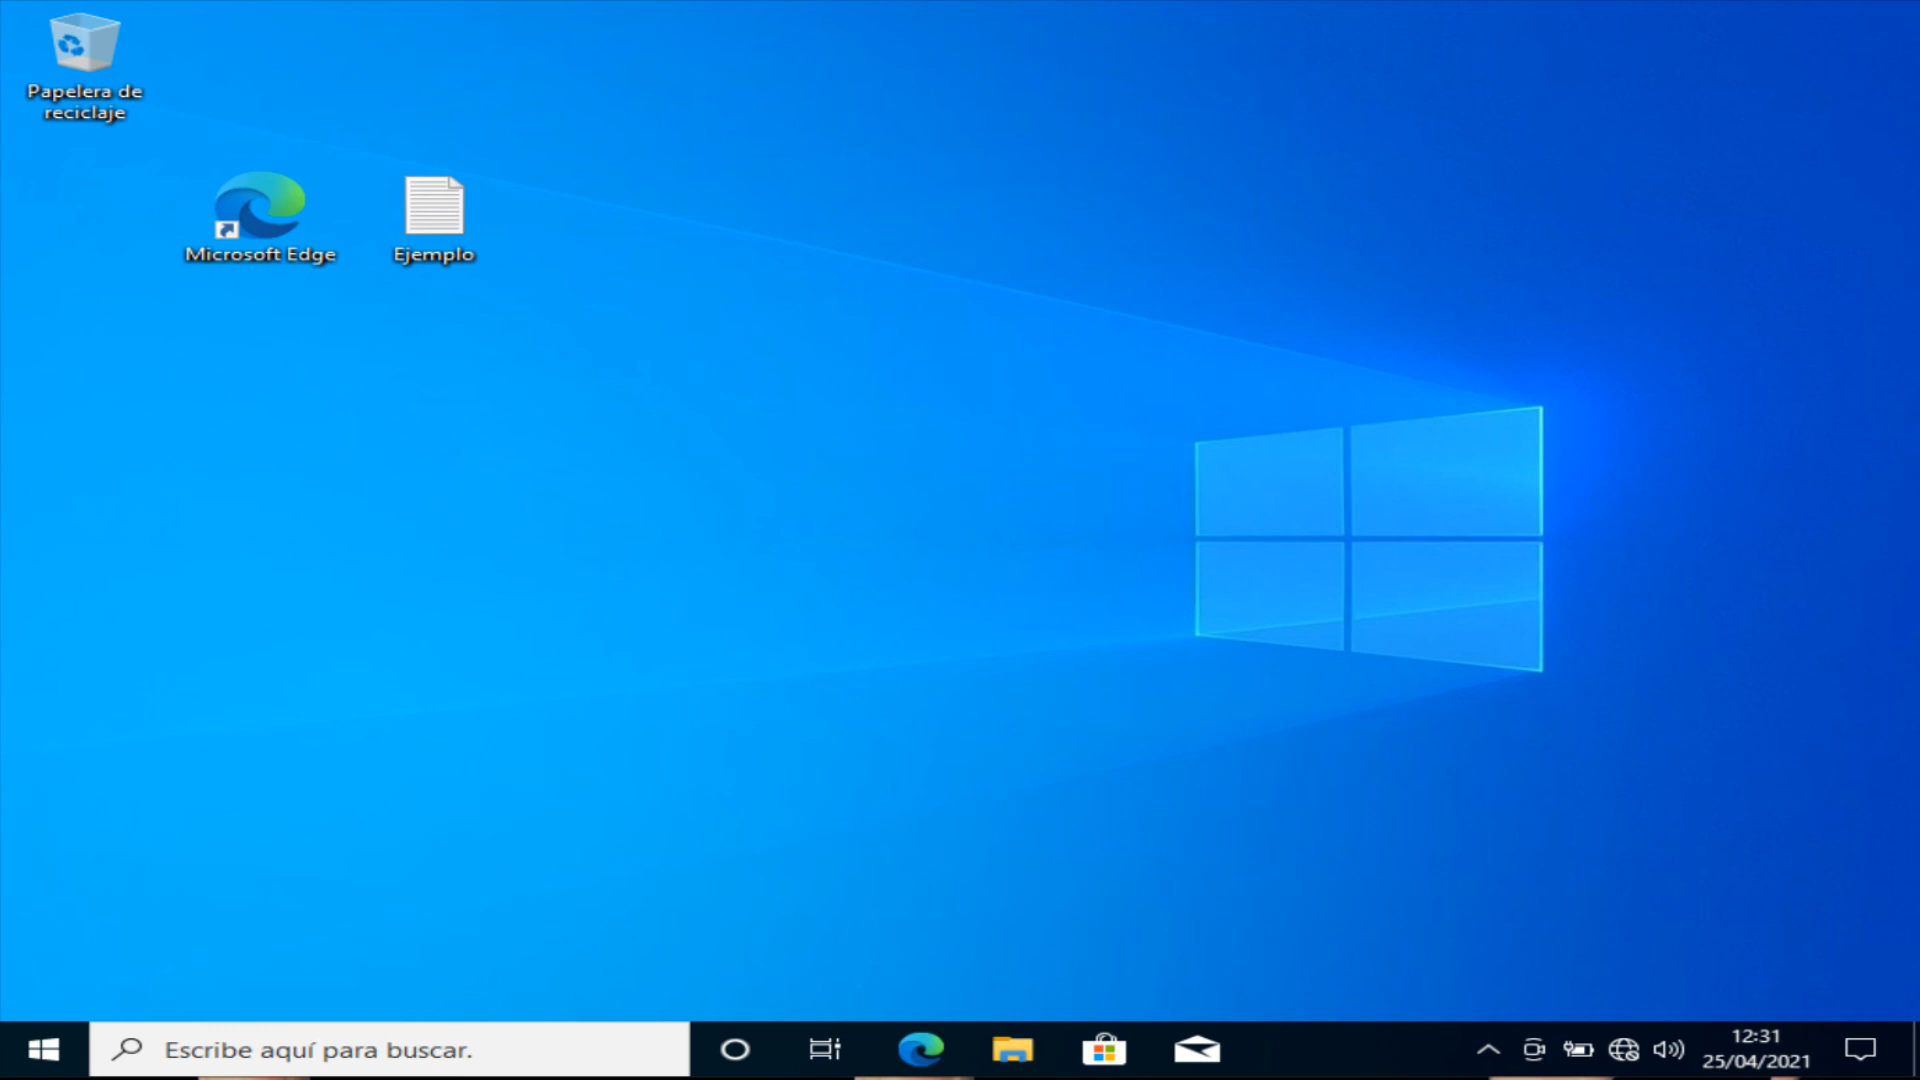 Papelera de
reciclaje
Microsoft Edge
Ejemplo
Escribe aquí para buscar.
12:31
25/04/2021